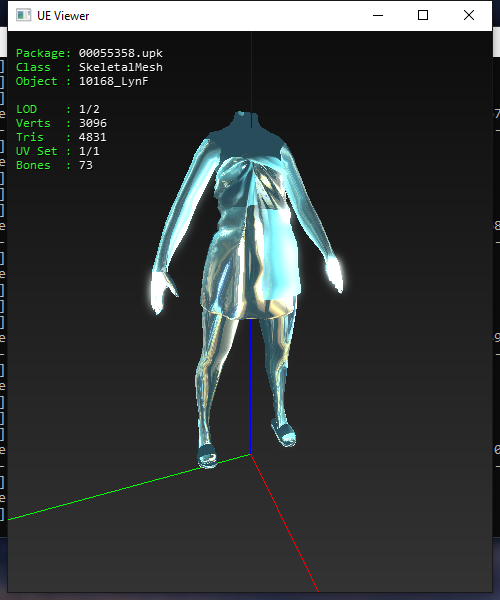 UE Viewer
Package: 00055358.upk
Class : SkeletalMesh
Object : 10168_LynF
LOD : 1/2
Verts : 3096
Tris : 4831
UV Set : 1/1
Bones : 73